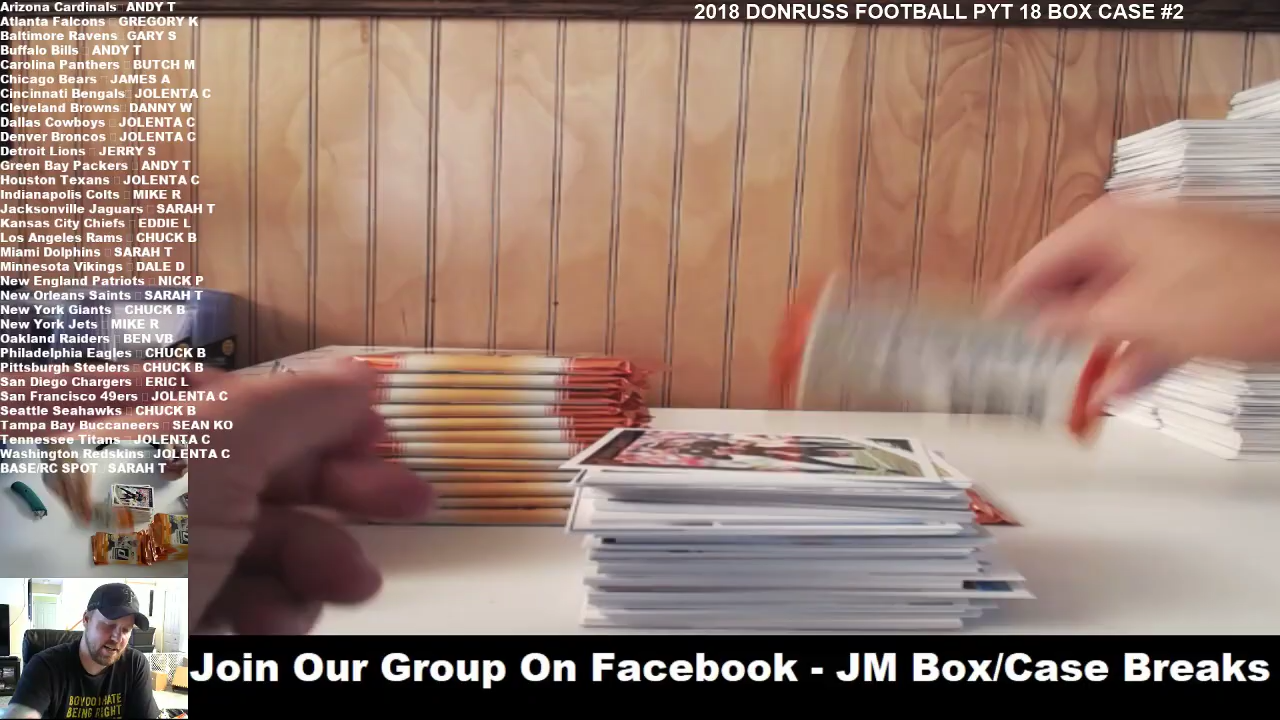 2018 DONRUSS FOOTBALL PYT 18 BOX CASE #2
Arizona Cardinals ANDY T
Atlanta Falcons GREGORY K
Baltimore Ravens GARY S
Buffalo Bills ANDY T
Carolina Panthers BUTCH M
Chicago Bears JAMES A
Cincinnati Bengals JOLENTA C
Cleveland Browns DANNY W
Dallas Cowboys JOLENTA C
Denver Broncos JOLENTA C
Detroit Lions JERRY S
Green Bay Packers ANDY T
Houston Texans JOLENTA C
Indianapolis Colts MIKE R
Jacksonville Jaguars SARAH T
Kansas City Chiefs EDDIE L
Los Angeles Rams CHUCK B
Miami Dolphins SARAH T
Minnesota Vikings DALE D
New England Patriots NICK P
New Orleans Saints SARAH T
New York Giants CHUCK B
New York Jets MIKE R
Oakland Raiders BEN VB
Philadelphia Eagles CHUCK B
Pittsburgh Steelers CHUCK B
San Diego Chargers ERIC L
San Francisco 49ers JOLENTA C
Seattle Seahawks CHUCK B
Tampa Bay Buccaneers SEAN KO
Tennessee Titans JOLENTA C
Washington Redskins JOLENTA C
BASE/RC SPOT SARAH T
BOY DO I HATE
BEING RIGHT
Join Our Group On Facebook - JM Box/Case Breaks